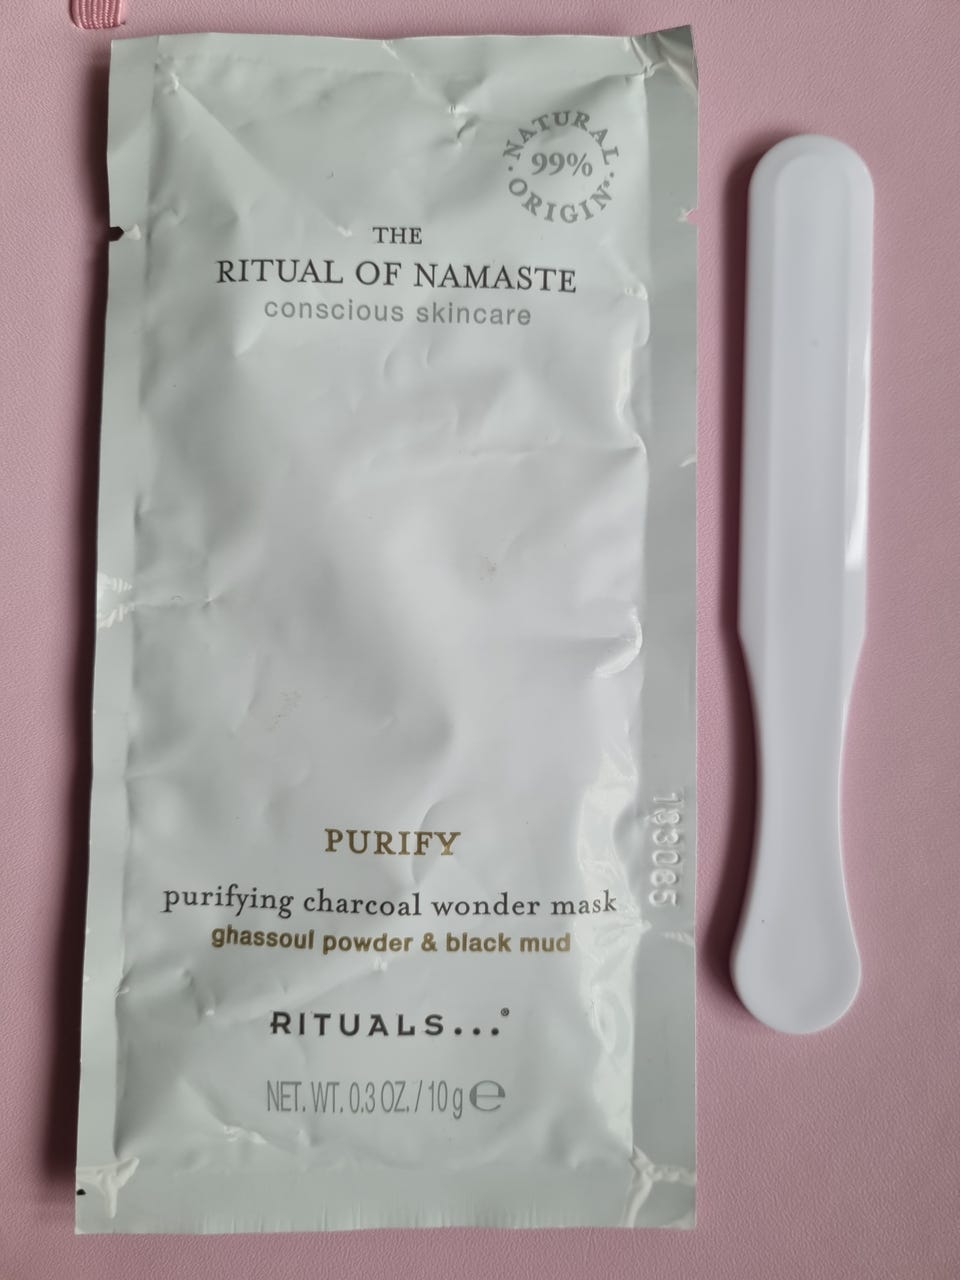 NATURAL
99%
ORIGIN*
THE
RITUAL OF NAMASTE
conscious skincare
PURIFY
purifying charcoal wonder mask
ghassoul powder & black mud
RITUALS...®
NET. WT. 0.3 OZ. / 10 g ℮